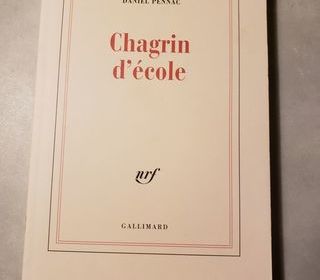 DANIEL PENNAC
Chagrin
d'école
nrf
GALLIMARD